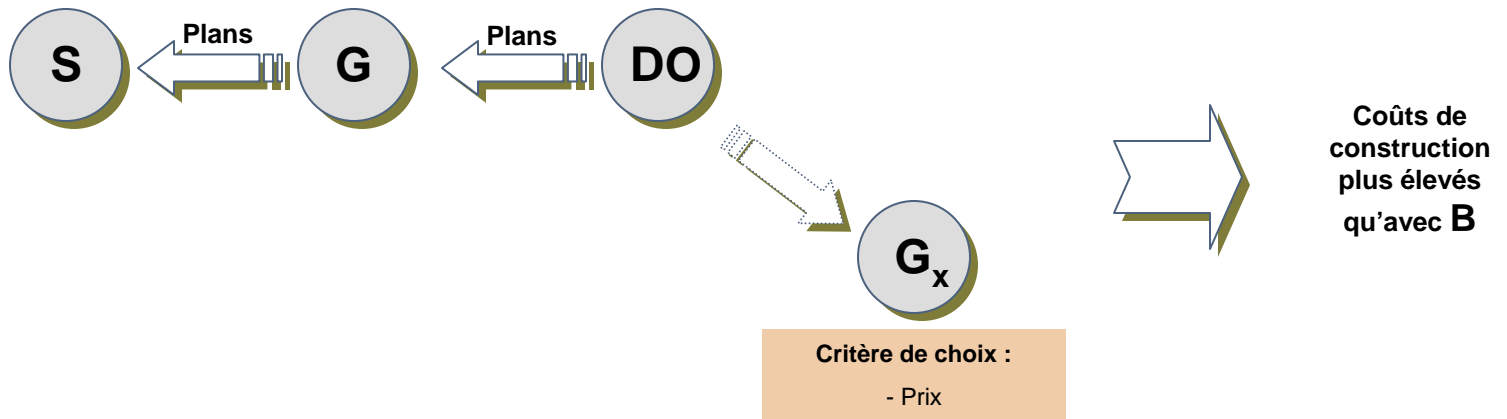 S
Plans
G
Plans
DO
Coûts de
construction
plus élevés
qu’avec B
Gx
Critère de choix :
- Prix